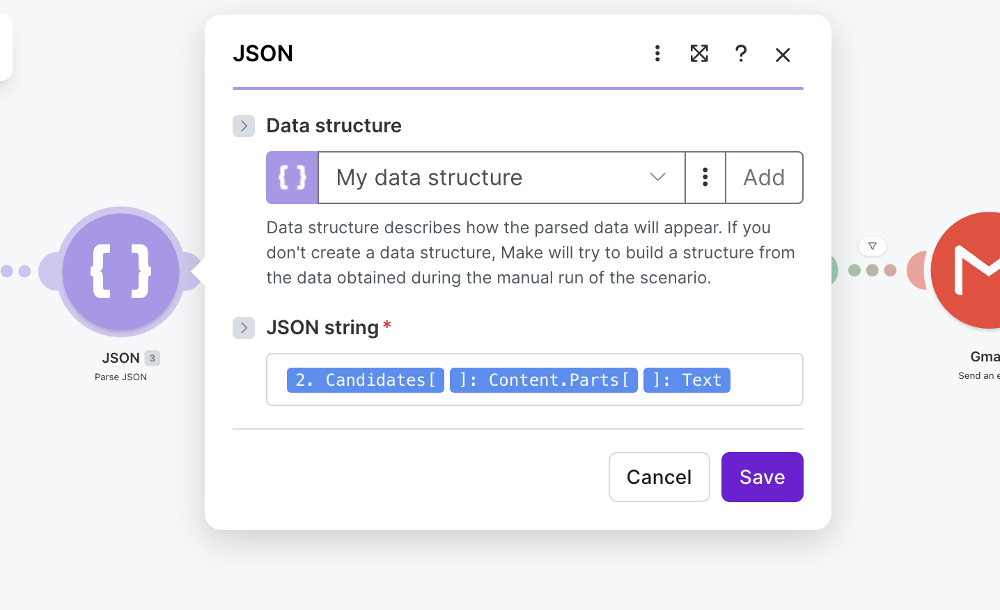 JSON
?
Data structure
{ }
My data structure
Add
Data structure describes how the parsed data will appear. If you
don't create a data structure, Make will try to build a structure from
the data obtained during the manual run of the scenario.
JSON string*
2. Candidates[ ]: Content.Parts[ ]: Text
Cancel
Save
{ }
JSON 3
Parse JSON
Gma
Send an e